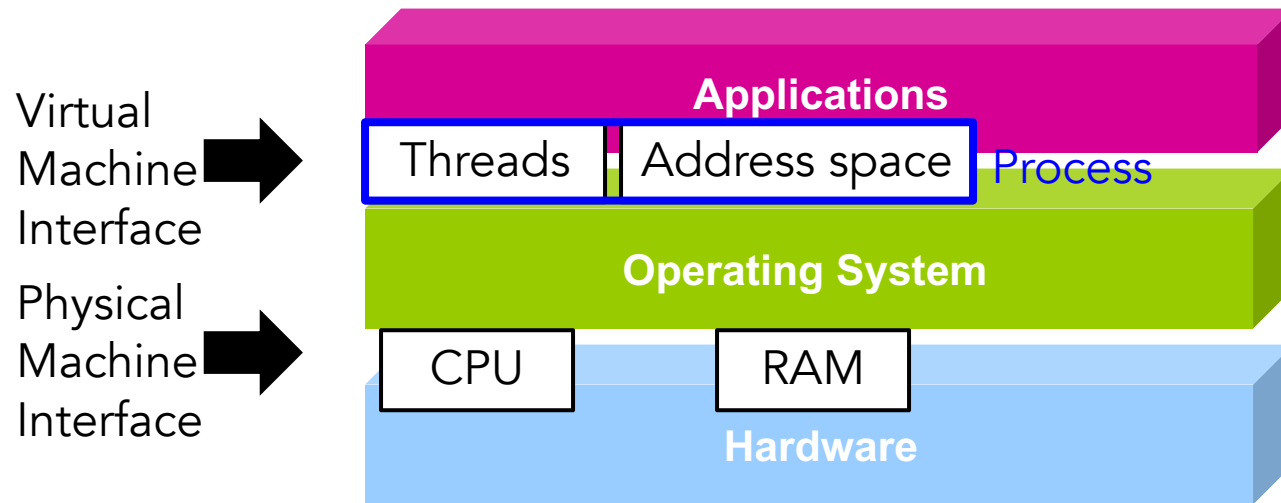 Applications
Virtual
Machine
Interface
Threads
Address space
Process
Operating System
Physical
Machine
Interface
CPU
RAM
Hardware